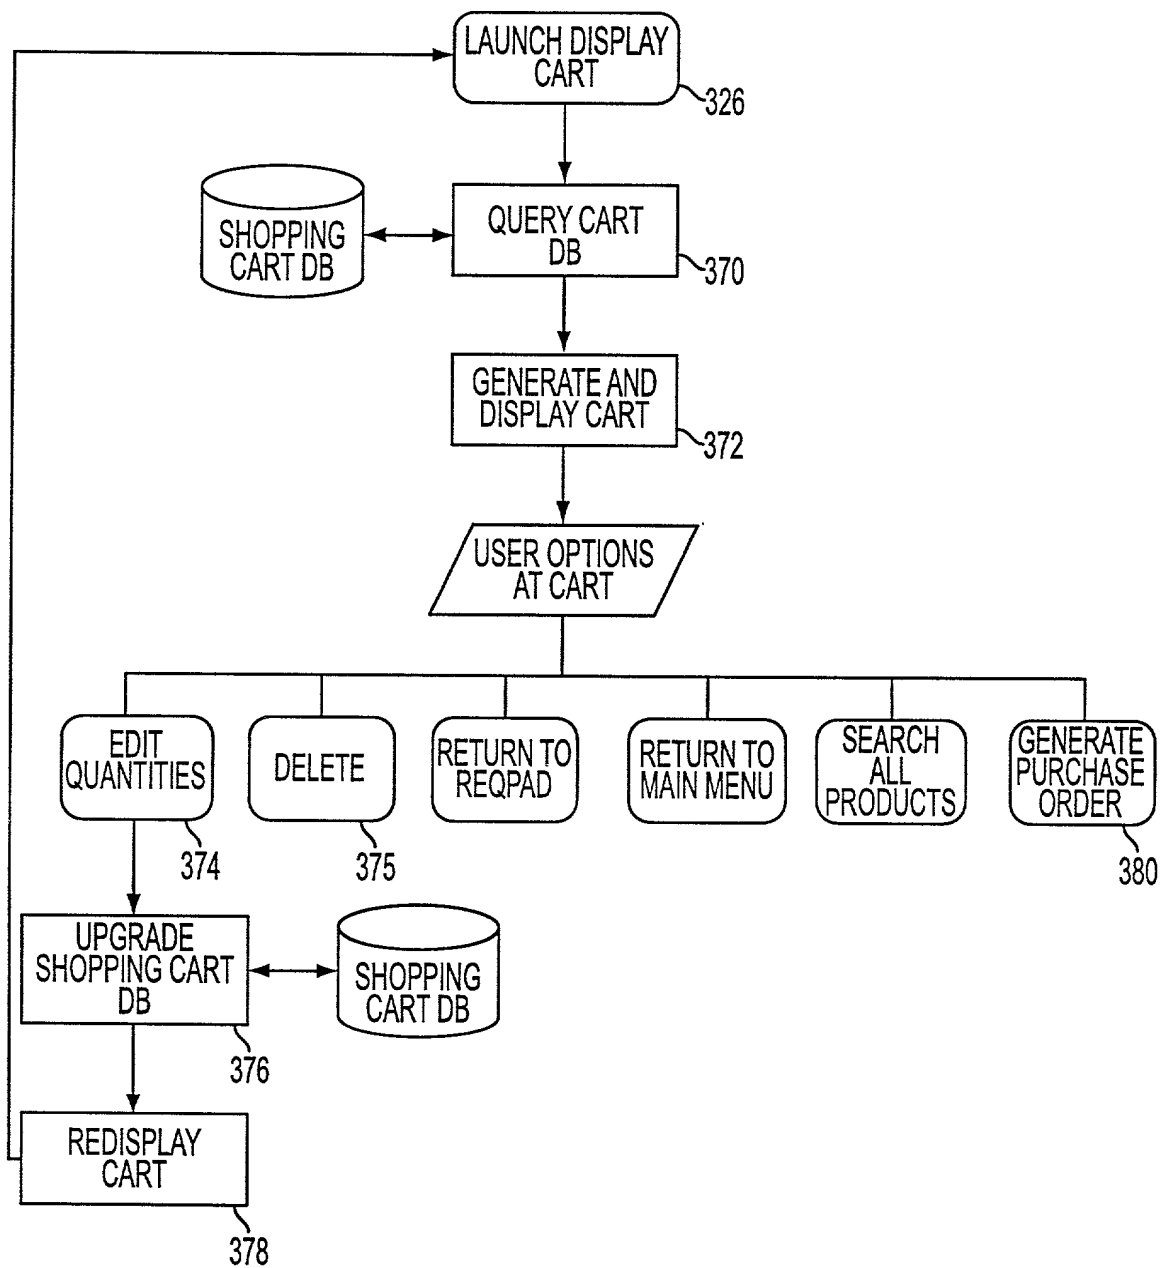 LAUNCH DISPLAY
CART
326
SHOPPING
CART DB
QUERY CART
DB
370
GENERATE AND
DISPLAY CART
372
USER OPTIONS
AT CART
EDIT
QUANTITIES
374
DELETE
375
RETURN TO
REQPAD
RETURN TO
MAIN MENU
SEARCH
ALL
PRODUCTS
GENERATE
PURCHASE
ORDER
380
UPGRADE
SHOPPING CART
DB
376
SHOPPING
CART DB
REDISPLAY
CART
378